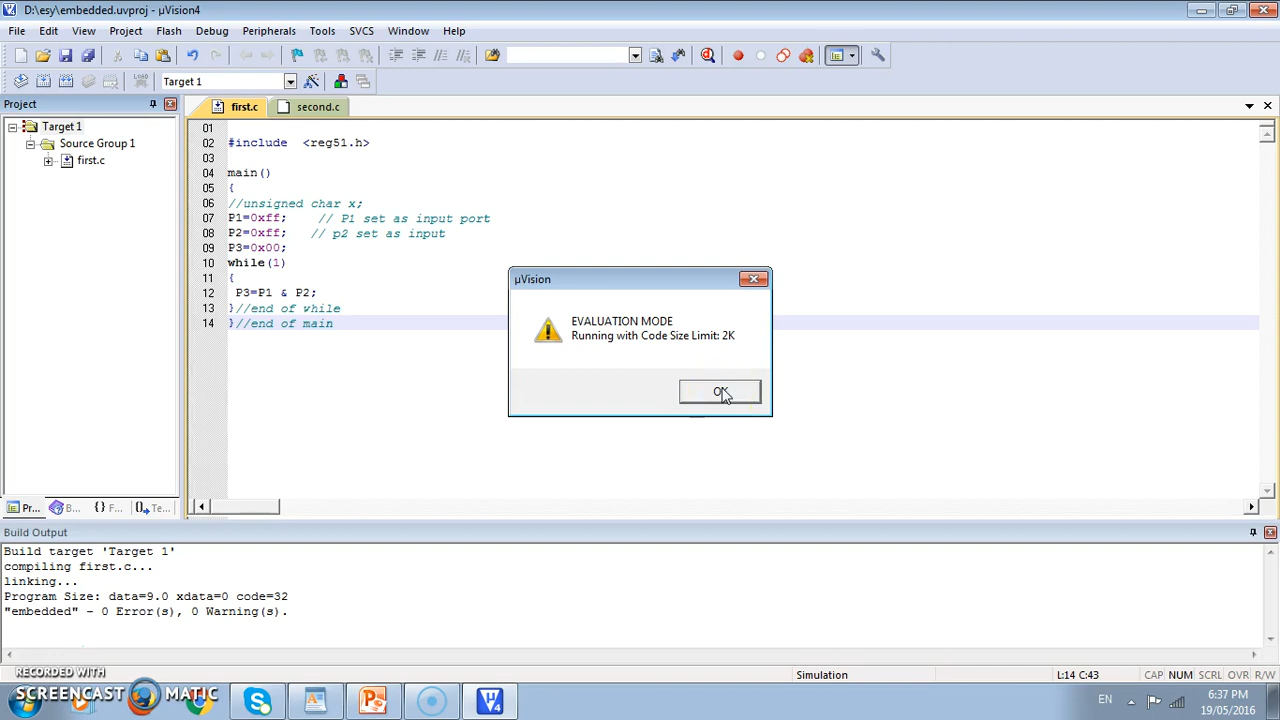 D:\esy\embedded.uvproj - µVision4
File Edit View Project Flash Debug Peripherals Tools SVCS Window Help
Target 1
Project
first.c second.c
Target 1
Source Group 1
first.c
01
02 #include <reg51.h>
03
04 main()
05 {
06 //unsigned char x;
07 P1=0xff; // P1 set as input port
08 P2=0xff; // p2 set as input
09 P3=0x00;
10 while(1)
11 {
12 P3=P1 & P2;
13 }//end of while
14 }//end of main
µVision
EVALUATION MODE
Running with Code Size Limit: 2K
OK
Pr... B... {} F... Te...
Build Output
Build target 'Target 1'
compiling first.c...
linking...
Program Size: data=9.0 xdata=0 code=32
"embedded" - 0 Error(s), 0 Warning(s).
Simulation L:14 C:43 CAP NUM SCRL OVR R/W
RECORDED WITH
SCREENCAST MATIC
EN 6:37 PM
19/05/2016